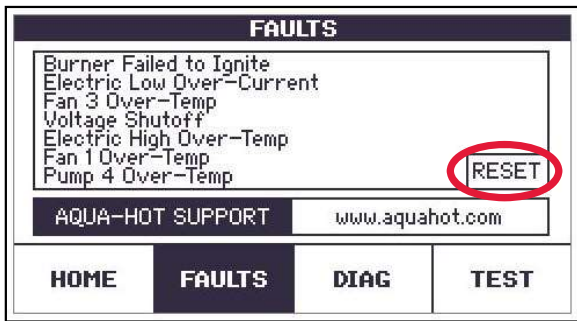 FAULTS
Burner Failed to Ignite
Electric Low Over-Current
Fan 3 Over-Temp
Voltage Shutoff
Electric High Over-Temp
Fan 1 Over-Temp
Pump 4 Over-Temp
RESET
AQUA-HOT SUPPORT www.aquahot.com
HOME FAULTS DIAG TEST